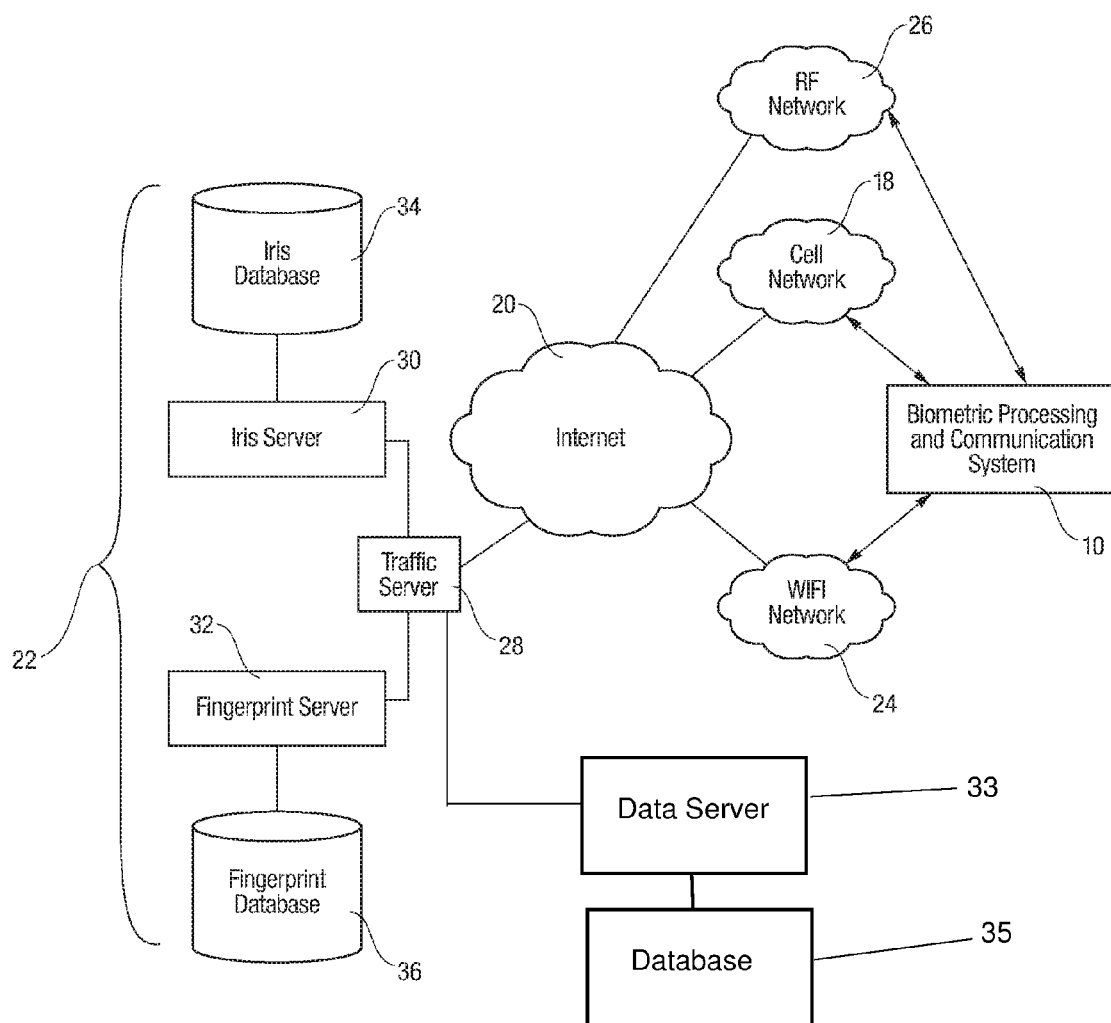 26
RF
Network
18
Cell
Network
34
Iris
Database
20
30
Iris Server
Internet
Biometric Processing
and Communication
System
10
Traffic
Server
28
WIFI
Network
24
22
32
Fingerprint Server
Data Server
33
Fingerprint
Database
36
Database
35